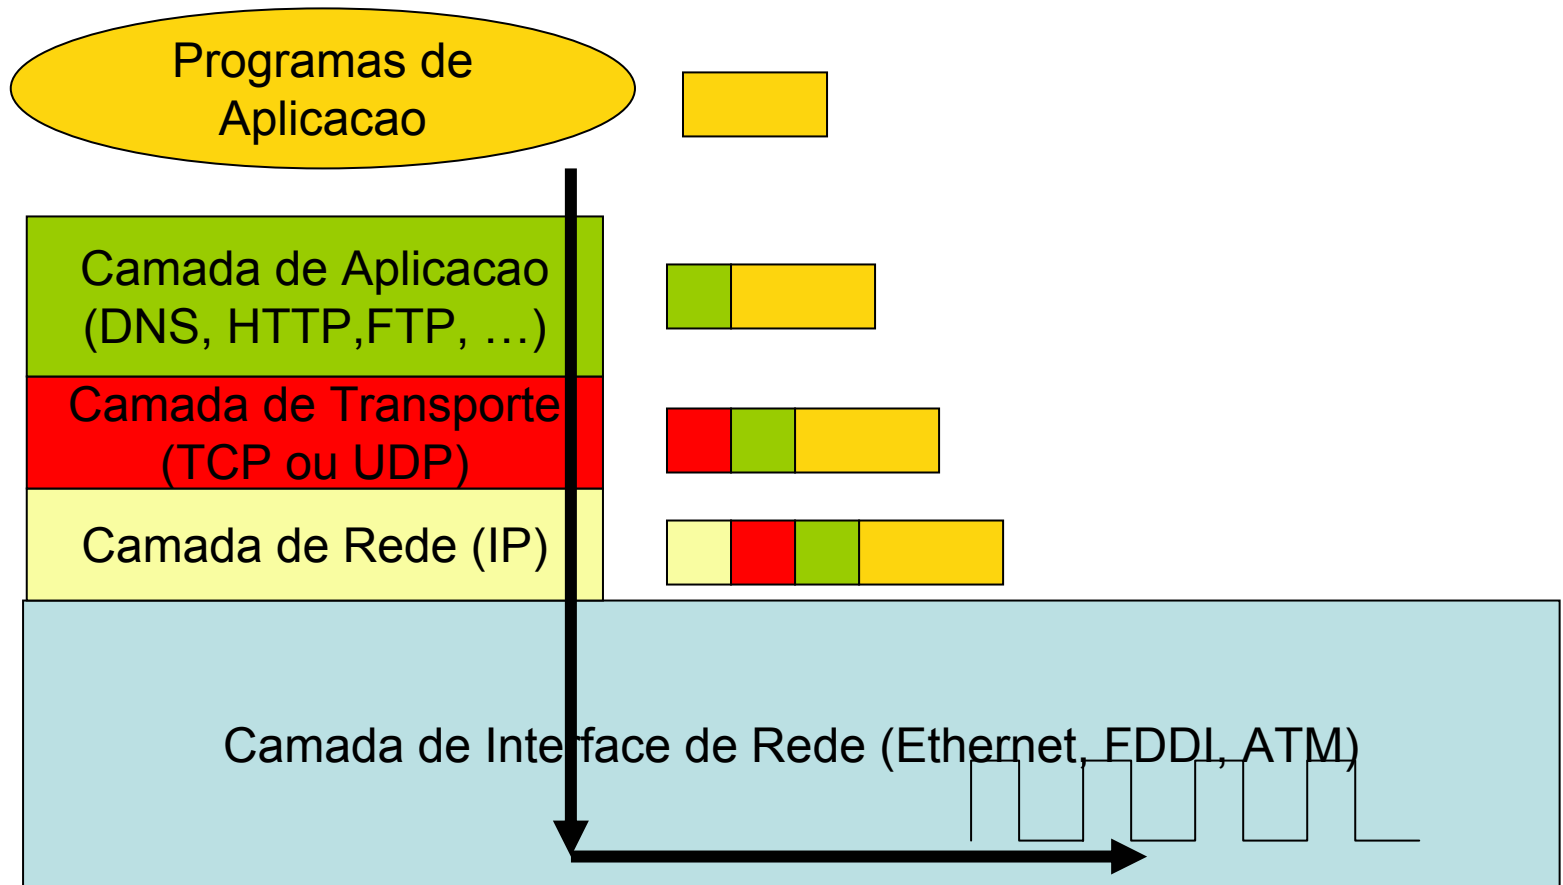 Programas de
Aplicacao
Camada de Aplicacao
(DNS, HTTP,FTP, …)
Camada de Transporte
(TCP ou UDP)
Camada de Rede (IP)
Camada de Interface de Rede (Ethernet, FDDI, ATM)